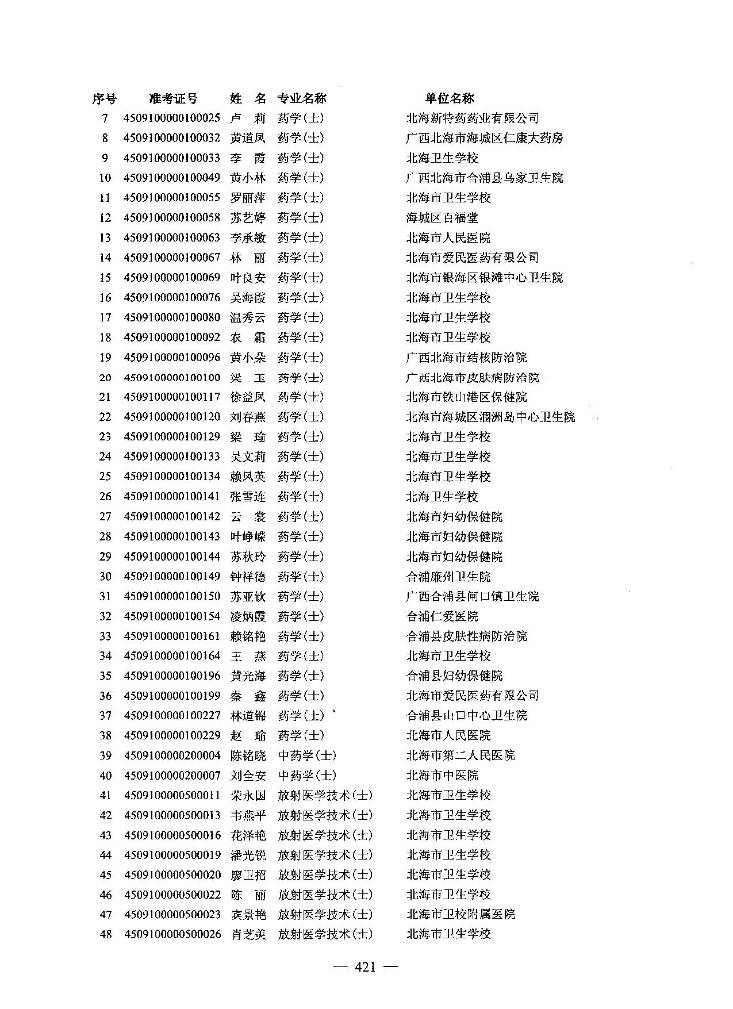 序号 准考证号 姓 名 专业名称 单位名称
7 4509100000100025 卢 莉 药学(士) 北海新特药药业有限公司
8 4509100000100032 黄道凤 药学(士) 广西北海市海城区仁康大药房
9 4509100000100033 李 霞 药学(士) 北海卫生学校
10 4509100000100049 黄小林 药学(士) 广西北海市合浦县乌家卫生院
11 4509100000100055 罗丽萍 药学(士) 北海市卫生学校
12 4509100000100058 苏艺婷 药学(士) 海城区百福堂
13 4509100000100063 李承敏 药学(士) 北海市人民医院
14 4509100000100067 林 丽 药学(士) 北海市爱民医药有限公司
15 4509100000100069 叶良安 药学(士) 北海市银海区银滩中心卫生院
16 4509100000100076 吴海霞 药学(士) 北海市卫生学校
17 4509100000100080 温秀云 药学(士) 北海市卫生学校
18 4509100000100092 农 霜 药学(士) 北海市卫生学校
19 4509100000100096 黄小朵 药学(士) 广西北海市结核防治院
20 4509100000100100 梁 玉 药学(士) 广西北海市皮肤病防治院
21 4509100000100117 徐益凤 药学(士) 北海市铁山港区保健院
22 4509100000100120 刘春燕 药学(士) 北海市海城区涠洲岛中心卫生院
23 4509100000100129 梁 瑜 药学(士) 北海市卫生学校
24 4509100000100133 吴文莉 药学(士) 北海市卫生学校
25 4509100000100134 赖凤英 药学(士) 北海市卫生学校
26 4509100000100141 张雪连 药学(士) 北海卫生学校
27 4509100000100142 云 裳 药学(士) 北海市妇幼保健院
28 4509100000100143 叶峥嵘 药学(士) 北海市妇幼保健院
29 4509100000100144 苏秋玲 药学(士) 北海市妇幼保健院
30 4509100000100149 钟祥德 药学(士) 合浦廉州卫生院
31 4509100000100150 苏亚钦 药学(士) 广西合浦县闸口镇卫生院
32 4509100000100154 凌炳霞 药学(士) 合浦仁爱医院
33 4509100000100161 赖铭艳 药学(士) 合浦县皮肤性病防治院
34 4509100000100164 王 燕 药学(士) 北海市卫生学校
35 4509100000100196 黄光海 药学(士) 合浦县妇幼保健院
36 4509100000100199 秦 鑫 药学(士) 北海市爱民医药有限公司
37 4509100000100227 林道锦 药学(士) 合浦县山口中心卫生院
38 4509100000100229 赵 瑜 药学(士) 北海市人民医院
39 4509100000200004 陈铭晓 中药学(士) 北海市第二人民医院
40 4509100000200007 刘全安 中药学(士) 北海市中医院
41 4509100000500011 荣永国 放射医学技术(士) 北海市卫生学校
42 4509100000500013 韦燕平 放射医学技术(士) 北海市卫生学校
43 4509100000500016 花泽艳 放射医学技术(士) 北海市卫生学校
44 4509100000500019 潘光锐 放射医学技术(士) 北海市卫生学校
45 4509100000500020 廖卫招 放射医学技术(士) 北海市卫生学校
46 4509100000500022 陈 丽 放射医学技术(士) 北海市卫生学校
47 4509100000500023 景艳 放射医学技术(士) 北海市卫校附属医院
48 4509100000500026 肖芝 放射医学技术(士) 北海市卫生学校
— 421 —